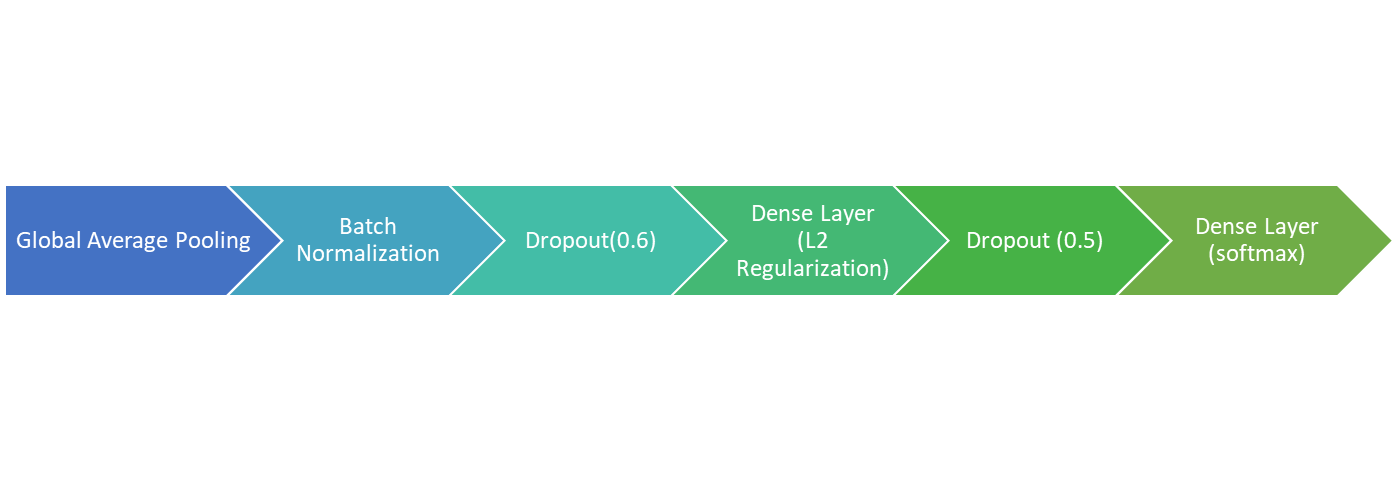 Global Average Pooling
Batch
Normalization
Dropout(0.6)
Dense Layer
(L2
Regularization)
Dropout (0.5)
Dense Layer
(softmax)